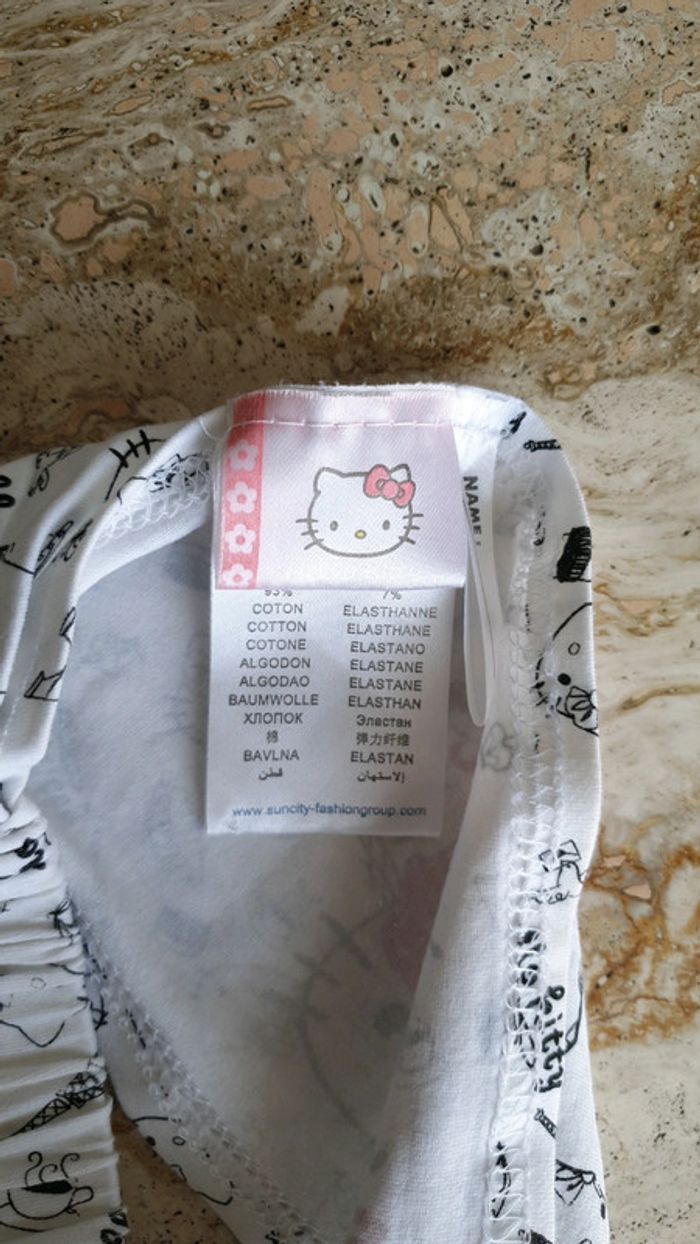 NAME:
93% 7%
COTON ELASTHANNE
COTTON ELASTHANE
COTONE ELASTANO
ALGODON ELASTANE
ALGODAO ELASTANE
BAUMWOLLE ELASTHAN
ХЛОПОК Эластан
棉 弹力纤维
BAVLNA ELASTAN
قطن الاستهان
www.suncity-fashiongroup.com
kitty